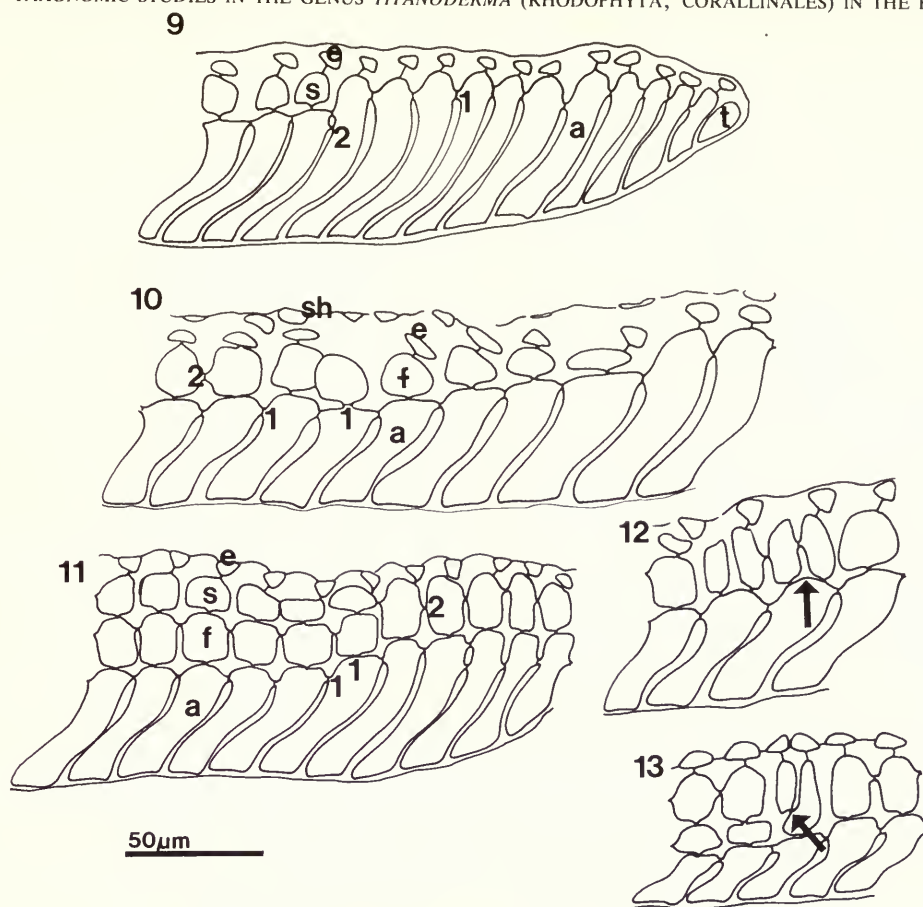 TAXONOMIC STUDIES IN THE GENUS TITANODERMA (RHODOPHYTA, CORALLINALES) IN THE
9
e
s
1
2
a
t
10
sh
e
2
f
1
1
a
11
e
s
2
f
1
1
a
12
13
50µm